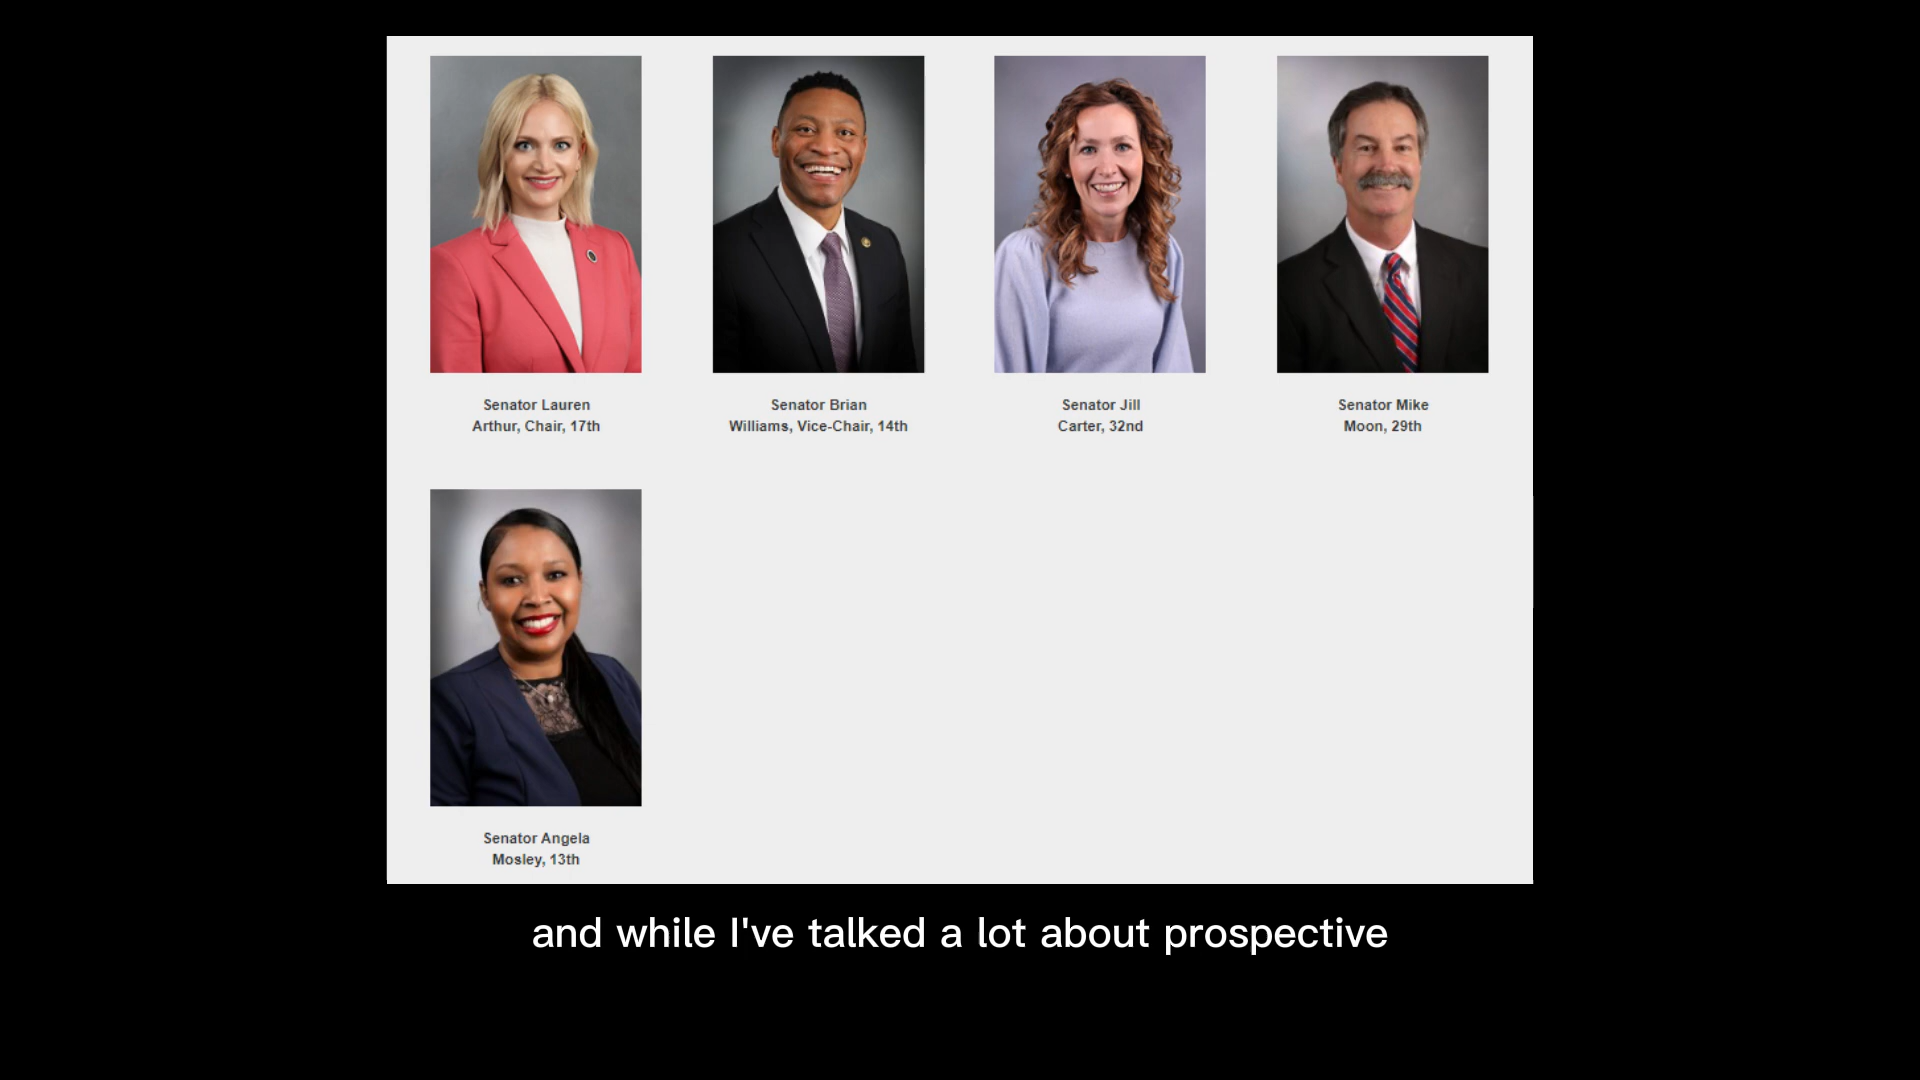 Senator Lauren
Arthur, Chair, 17th
Senator Brian
Williams, Vice-Chair, 14th
Senator Jill
Carter, 32nd
Senator Mike
Moon, 29th
Senator Angela
Mosley, 13th
and while I've talked a lot about prospective